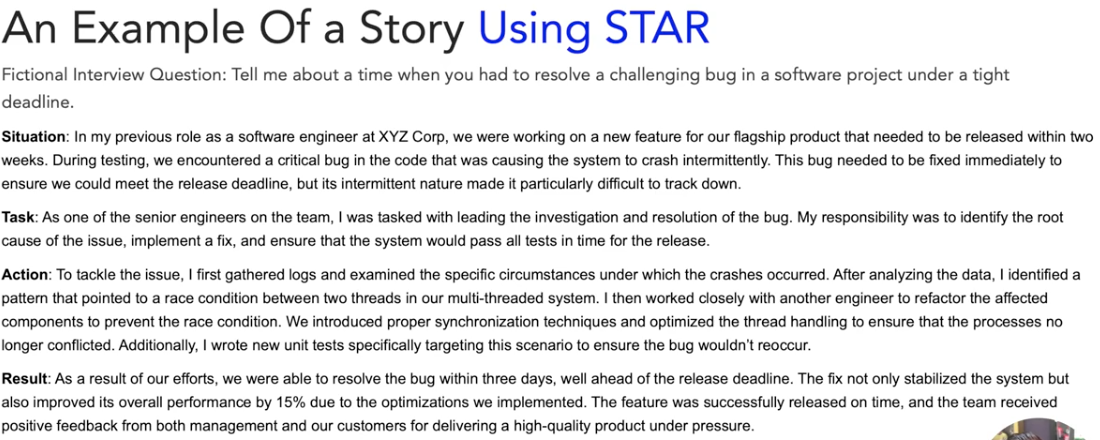 An Example Of a Story Using STAR
Fictional Interview Question: Tell me about a time when you had to resolve a challenging bug in a software project under a tight
deadline.
Situation: In my previous role as a software engineer at XYZ Corp, we were working on a new feature for our flagship product that needed to be released within two
weeks. During testing, we encountered a critical bug in the code that was causing the system to crash intermittently. This bug needed to be fixed immediately to
ensure we could meet the release deadline, but its intermittent nature made it particularly difficult to track down.
Task: As one of the senior engineers on the team, I was tasked with leading the investigation and resolution of the bug. My responsibility was to identify the root
cause of the issue, implement a fix, and ensure that the system would pass all tests in time for the release.
Action: To tackle the issue, I first gathered logs and examined the specific circumstances under which the crashes occurred. After analyzing the data, I identified a
pattern that pointed to a race condition between two threads in our multi-threaded system. I then worked closely with another engineer to refactor the affected
components to prevent the race condition. We introduced proper synchronization techniques and optimized the thread handling to ensure that the processes no
longer conflicted. Additionally, I wrote new unit tests specifically targeting this scenario to ensure the bug wouldn't reoccur.
Result: As a result of our efforts, we were able to resolve the bug within three days, well ahead of the release deadline. The fix not only stabilized the system but
also improved its overall performance by 15% due to the optimizations we implemented. The feature was successfully released on time, and the team received
positive feedback from both management and our customers for delivering a high-quality product under pressure.